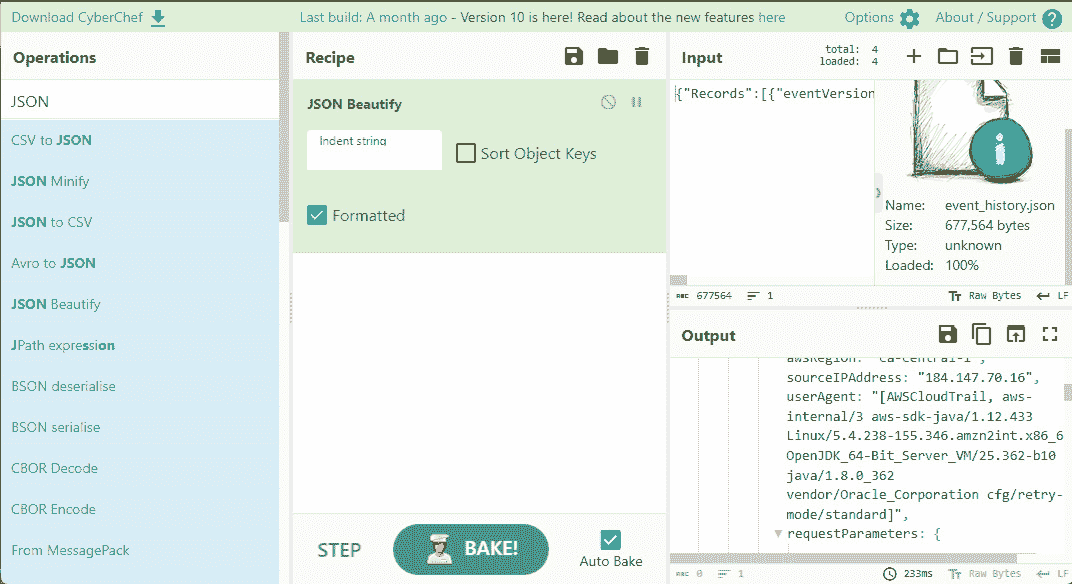 Download CyberChef
Last build: A month ago - Version 10 is here! Read about the new features here
Options
About / Support
Operations
JSON
CSV to JSON
JSON Minify
JSON to CSV
Avro to JSON
JSON Beautify
JPath expression
BSON deserialise
BSON serialise
CBOR Decode
CBOR Encode
From MessagePack
Recipe
JSON Beautify
Indent string
Sort Object Keys
Formatted
STEP
BAKE!
Auto Bake
Input
total: 4
loaded: 4
{"Records":[{"eventVersion
Name: event_history.json
Size: 677,564 bytes
Type: unknown
Loaded: 100%
677564 1
Raw Bytes LF
Output
awsRegion: "ca-central-1",
sourceIPAddress: "184.147.70.16",
userAgent: "[AWSCloudTrail, aws-
internal/3 aws-sdk-java/1.12.433
Linux/5.4.238-155.346.amzn2int.x86_6
OpenJDK_64-Bit_Server_VM/25.362-b10
java/1.8.0_362
vendor/Oracle_Corporation cfg/retry-
mode/standard]",
requestParameters: {
0 1
233ms Raw Bytes LF